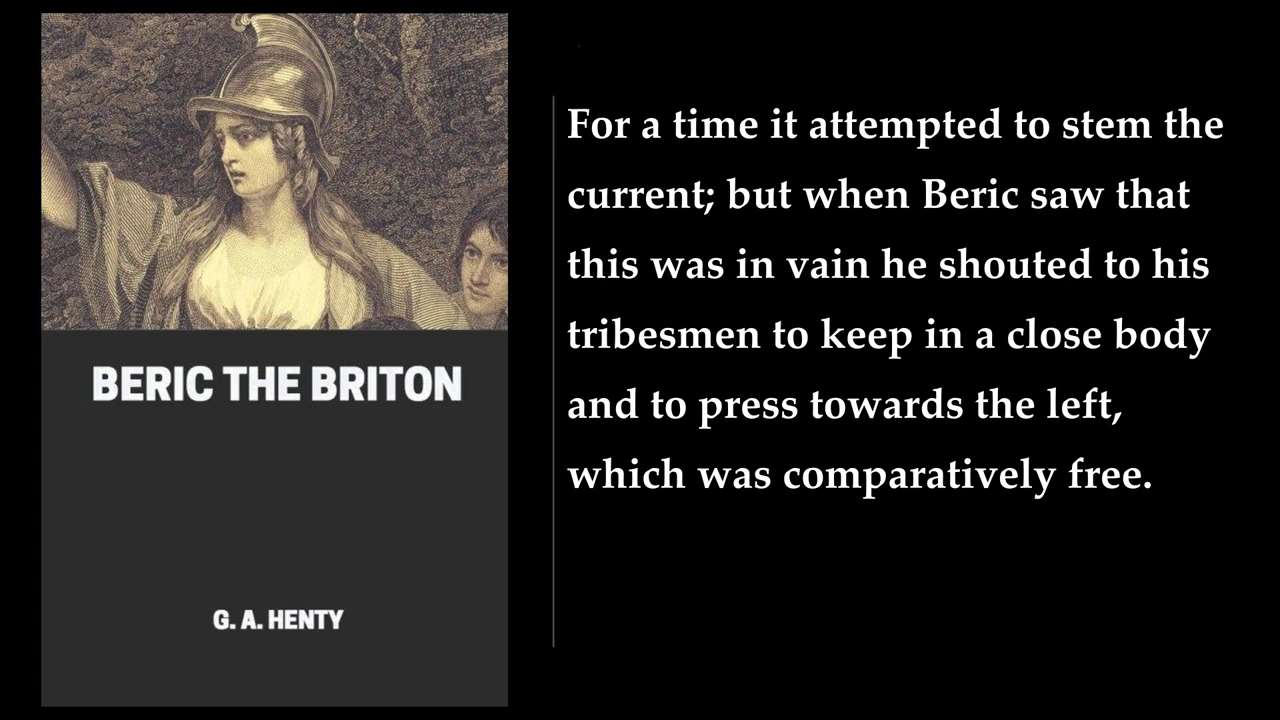 BERIC THE BRITON
G. A. HENTY
For a time it attempted to stem the
current; but when Beric saw that
this was in vain he shouted to his
tribesmen to keep in a close body
and to press towards the left,
which was comparatively free.